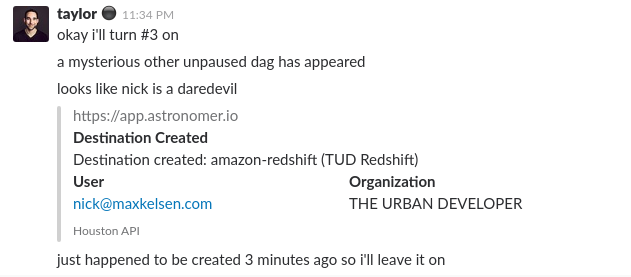 taylor 11:34 PM
okay i'll turn #3 on
a mysterious other unpaused dag has appeared
looks like nick is a daredevil
https://app.astronomer.io
Destination Created
Destination created: amazon-redshift (TUD Redshift)
User Organization
nick@maxkelsen.com THE URBAN DEVELOPER
Houston API
just happened to be created 3 minutes ago so i'll leave it on